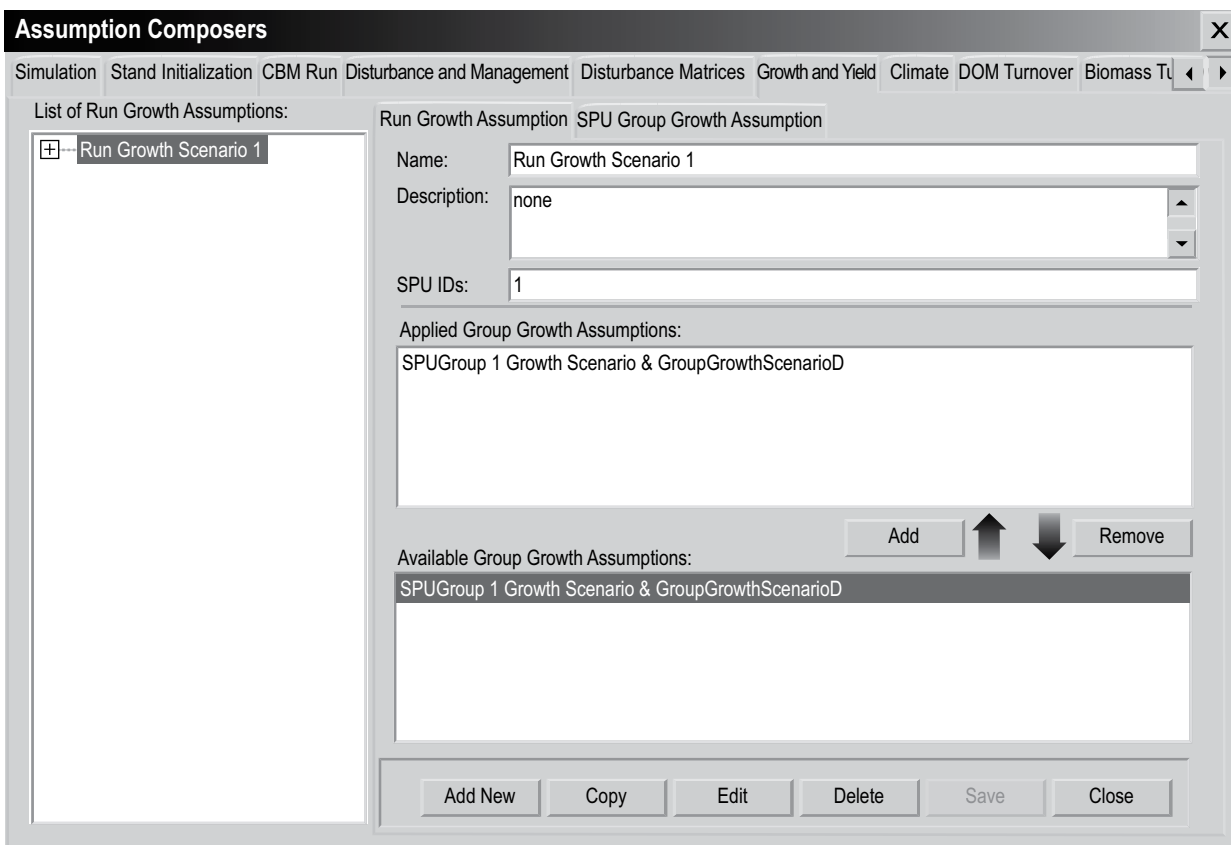 Assumption Composers
Simulation Stand Initialization CBM Run Disturbance and Management Disturbance Matrices Growth and Yield Climate DOM Turnover Biomass Tu
List of Run Growth Assumptions:
Run Growth Scenario 1
Run Growth Assumption SPU Group Growth Assumption
Name: Run Growth Scenario 1
Description: none
SPU IDs: 1
Applied Group Growth Assumptions:
SPUGroup 1 Growth Scenario & GroupGrowthScenarioD
Add Remove
Available Group Growth Assumptions:
SPUGroup 1 Growth Scenario & GroupGrowthScenarioD
Add New Copy Edit Delete Save Close